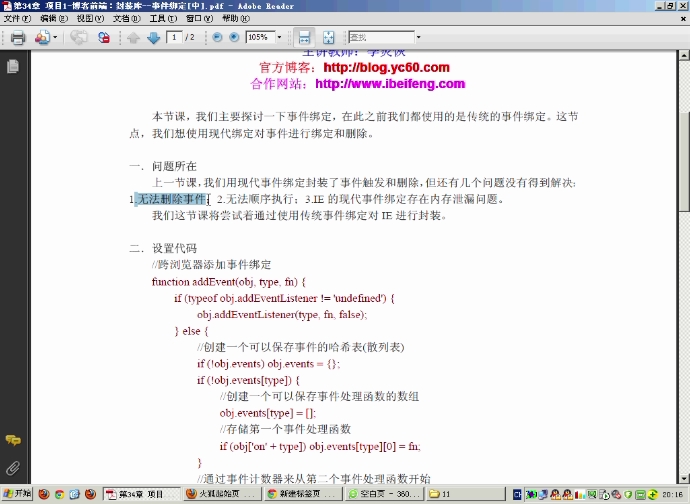 第34章 项目1-博客前端：封装库--事件绑定[中].pdf - Adobe Reader
文件(F) 编辑(E) 视图(V) 文档(D) 工具(T) 窗口(W) 帮助(H)
1 / 2 105% 查找
官方博客：http://blog.yc60.com
合作网站：http://www.ibeifeng.com
本节课，我们主要探讨一下事件绑定，在此之前我们都使用的是传统的事件绑定。这节
点，我们想使用现代绑定对事件进行绑定和删除。
一．问题所在
上一节课，我们用现代事件绑定封装了事件触发和删除，但还有几个问题没有得到解决：
1.无法删除事件；2.无法顺序执行；3.IE 的现代事件绑定存在内存泄漏问题。
我们这节课将尝试着通过使用传统事件绑定对 IE 进行封装。
二．设置代码
//跨浏览器添加事件绑定
function addEvent(obj, type, fn) {
if (typeof obj.addEventListener != 'undefined') {
obj.addEventListener(type, fn, false);
} else {
//创建一个可以保存事件的哈希表(散列表)
if (!obj.events) obj.events = {};
if (!obj.events[type]) {
//创建一个可以保存事件处理函数的数组
obj.events[type] = [];
//存储第一个事件处理函数
if (obj['on' + type]) obj.events[type][0] = fn;
}
//通过事件计数器来从第二个事件处理函数开始
开始 第34章 项目... 火狐起始页 ... 新建标签页 ... 空白页 - 360... 11 20:16